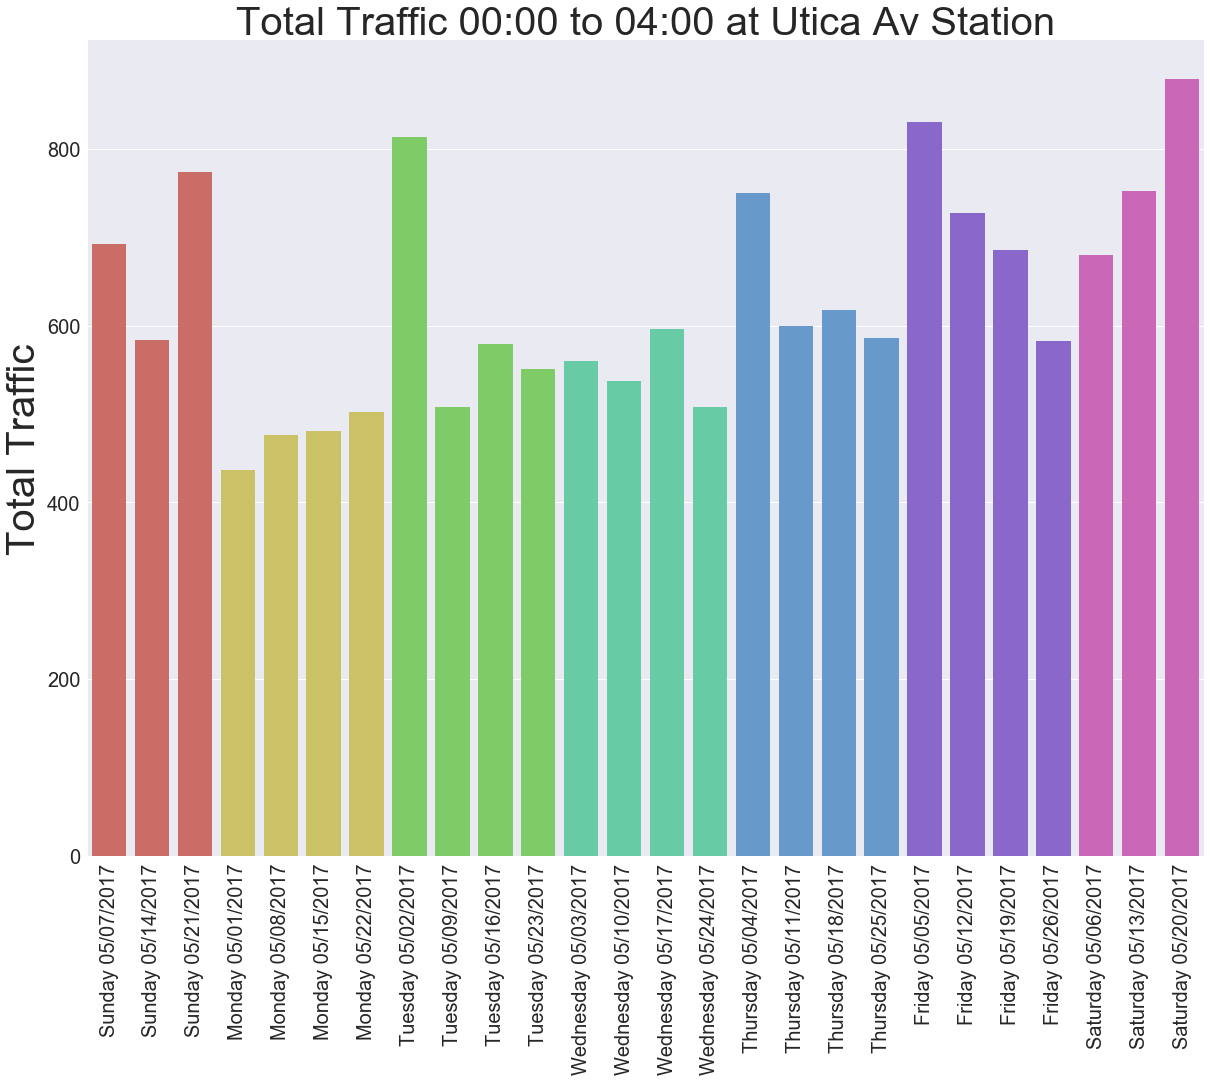 Total Traffic 00:00 to 04:00 at Utica Av Station
Total Traffic
800
600
400
200
0
Sunday 05/07/2017
Sunday 05/14/2017
Sunday 05/21/2017
Monday 05/01/2017
Monday 05/08/2017
Monday 05/15/2017
Monday 05/22/2017
Tuesday 05/02/2017
Tuesday 05/09/2017
Tuesday 05/16/2017
Tuesday 05/23/2017
Wednesday 05/03/2017
Wednesday 05/10/2017
Wednesday 05/17/2017
Wednesday 05/24/2017
Thursday 05/04/2017
Thursday 05/11/2017
Thursday 05/18/2017
Thursday 05/25/2017
Friday 05/05/2017
Friday 05/12/2017
Friday 05/19/2017
Friday 05/26/2017
Saturday 05/06/2017
Saturday 05/13/2017
Saturday 05/20/2017